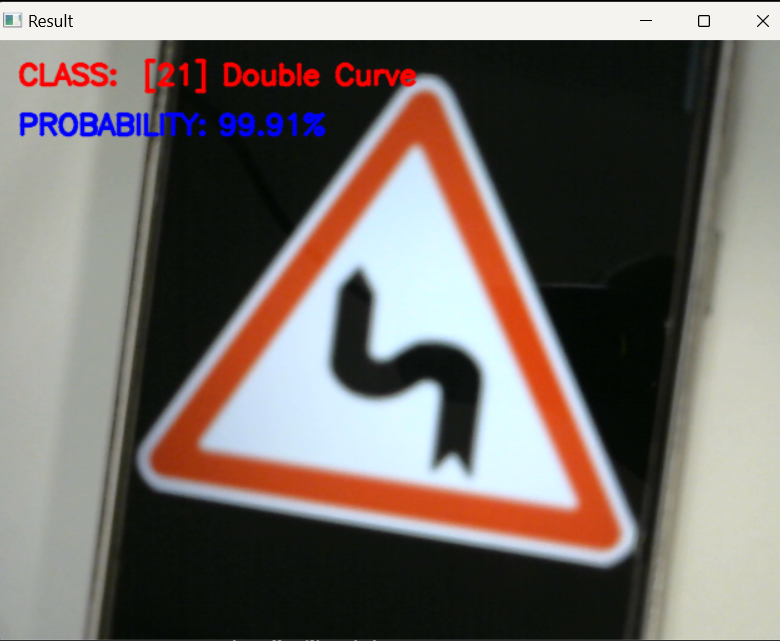 Result
CLASS: [21] Double Curve
PROBABILITY: 99.91%